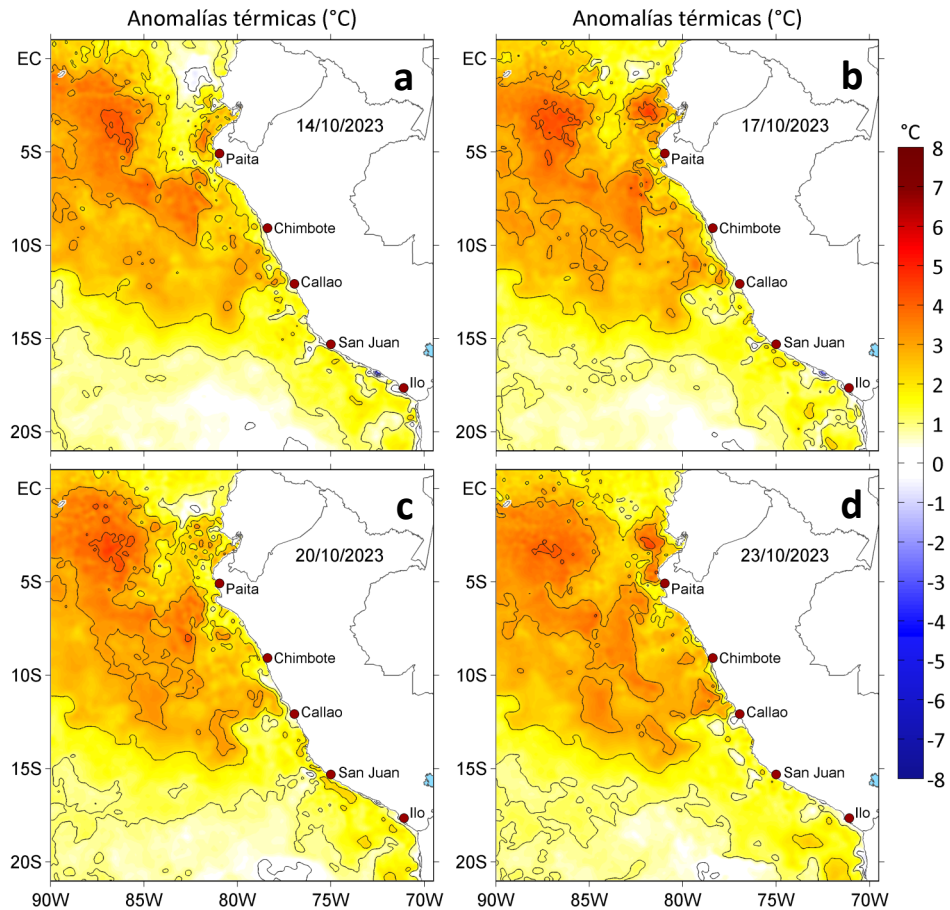 Anomalías térmicas (°C)
Anomalías térmicas (°C)
EC
5S
10S
15S
20S
a
14/10/2023
Paita
Chimbote
Callao
San Juan
Ilo
EC
5S
10S
15S
20S
b
17/10/2023
Paita
Chimbote
Callao
San Juan
Ilo
°C
8
7
6
5
4
3
2
1
0
-1
-2
-3
-4
-5
-6
-7
-8
EC
5S
10S
15S
20S
c
20/10/2023
Paita
Chimbote
Callao
San Juan
Ilo
90W
85W
80W
75W
70W
EC
5S
10S
15S
20S
d
23/10/2023
Paita
Chimbote
Callao
San Juan
Ilo
90W
85W
80W
75W
70W